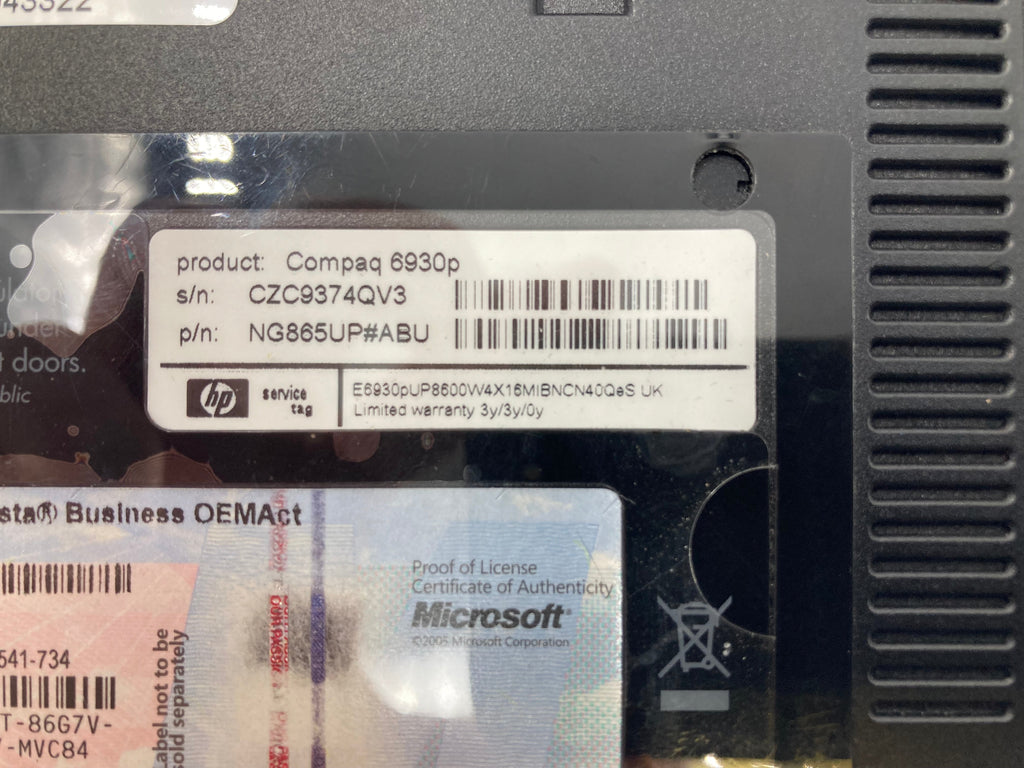 product: Compaq 6930p
s/n: CZC9374QV3
p/n: NG865UP#ABU
hp
service
tag
E6930pUP8600W4X16MIBNCN40QeS UK
Limited warranty 3y/3y/0y
under
t doors.
blic
sta® Business OEMAct
541-734
T-86G7V-
-MVC84
Label not to be
sold separately
Proof of License
Certificate of Authenticity
Microsoft
©2005 Microsoft Corporation